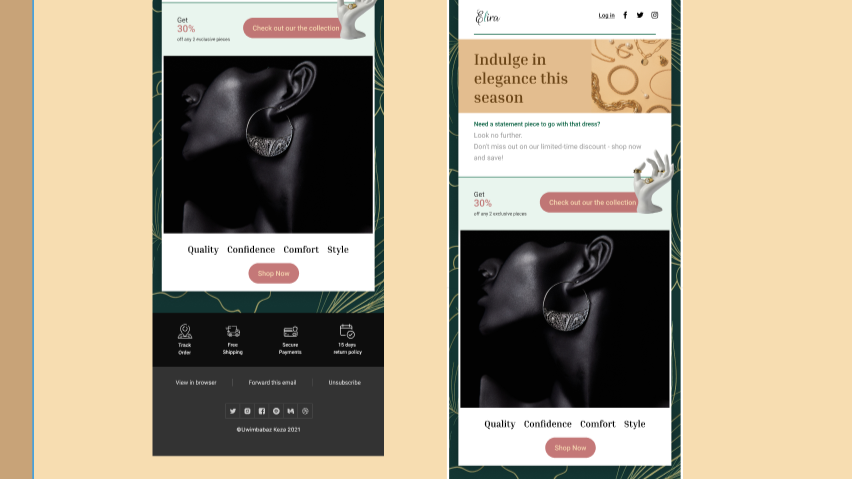 Get
30%
off any 2 exclusive pieces
Check out our the collection
Quality Confidence Comfort Style
Shop Now
Track
Order
Free
Shipping
Secure
Payments
15 days
return policy
View in browser
Forward this email
Unsubscribe
©Uwimbabaz Koza 2021
Elira
Log in
Indulge in
elegance this
season
Need a statement piece to go with that dress?
Look no further.
Don't miss out on our limited-time discount - shop now
and save!
Get
30%
off any 2 exclusive pieces
Check out our the collection
Quality Confidence Comfort Style
Shop Now